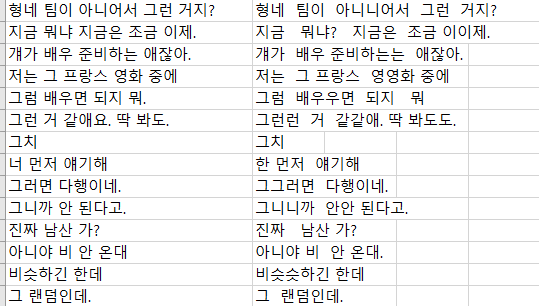 형네 팀이 아니어서 그런 거지? 형네  팀이  아니니어서  그런  거지?
지금 뭐냐 지금은 조금 이제. 지금   뭐냐?   지금은  조금 이이제.
걔가 배우 준비하는 애잖아. 걔가  배우 준비하는는  애잖아.
저는 그 프랑스 영화 중에 저는  그 프랑스  영영화 중에
그럼 배우면 되지 뭐. 그럼  배우우면  되지   뭐
그런 거 같애요. 딱 봐도. 그런런  거  같같애. 딱 봐도도.
그치 그치
너 먼저 얘기해 한 먼저  얘기해
그러면 다행이네. 그그러면  다행이네.
그니까 안 된다고. 그니니까  안안 된다고.
진짜 남산 가? 진짜   남산 가?
아니야 비 안 온대 아니야 비  안 온대.
비슷하긴 한데 비슷슷하긴 한데
그 랜덤인데. 그  랜덤인데.